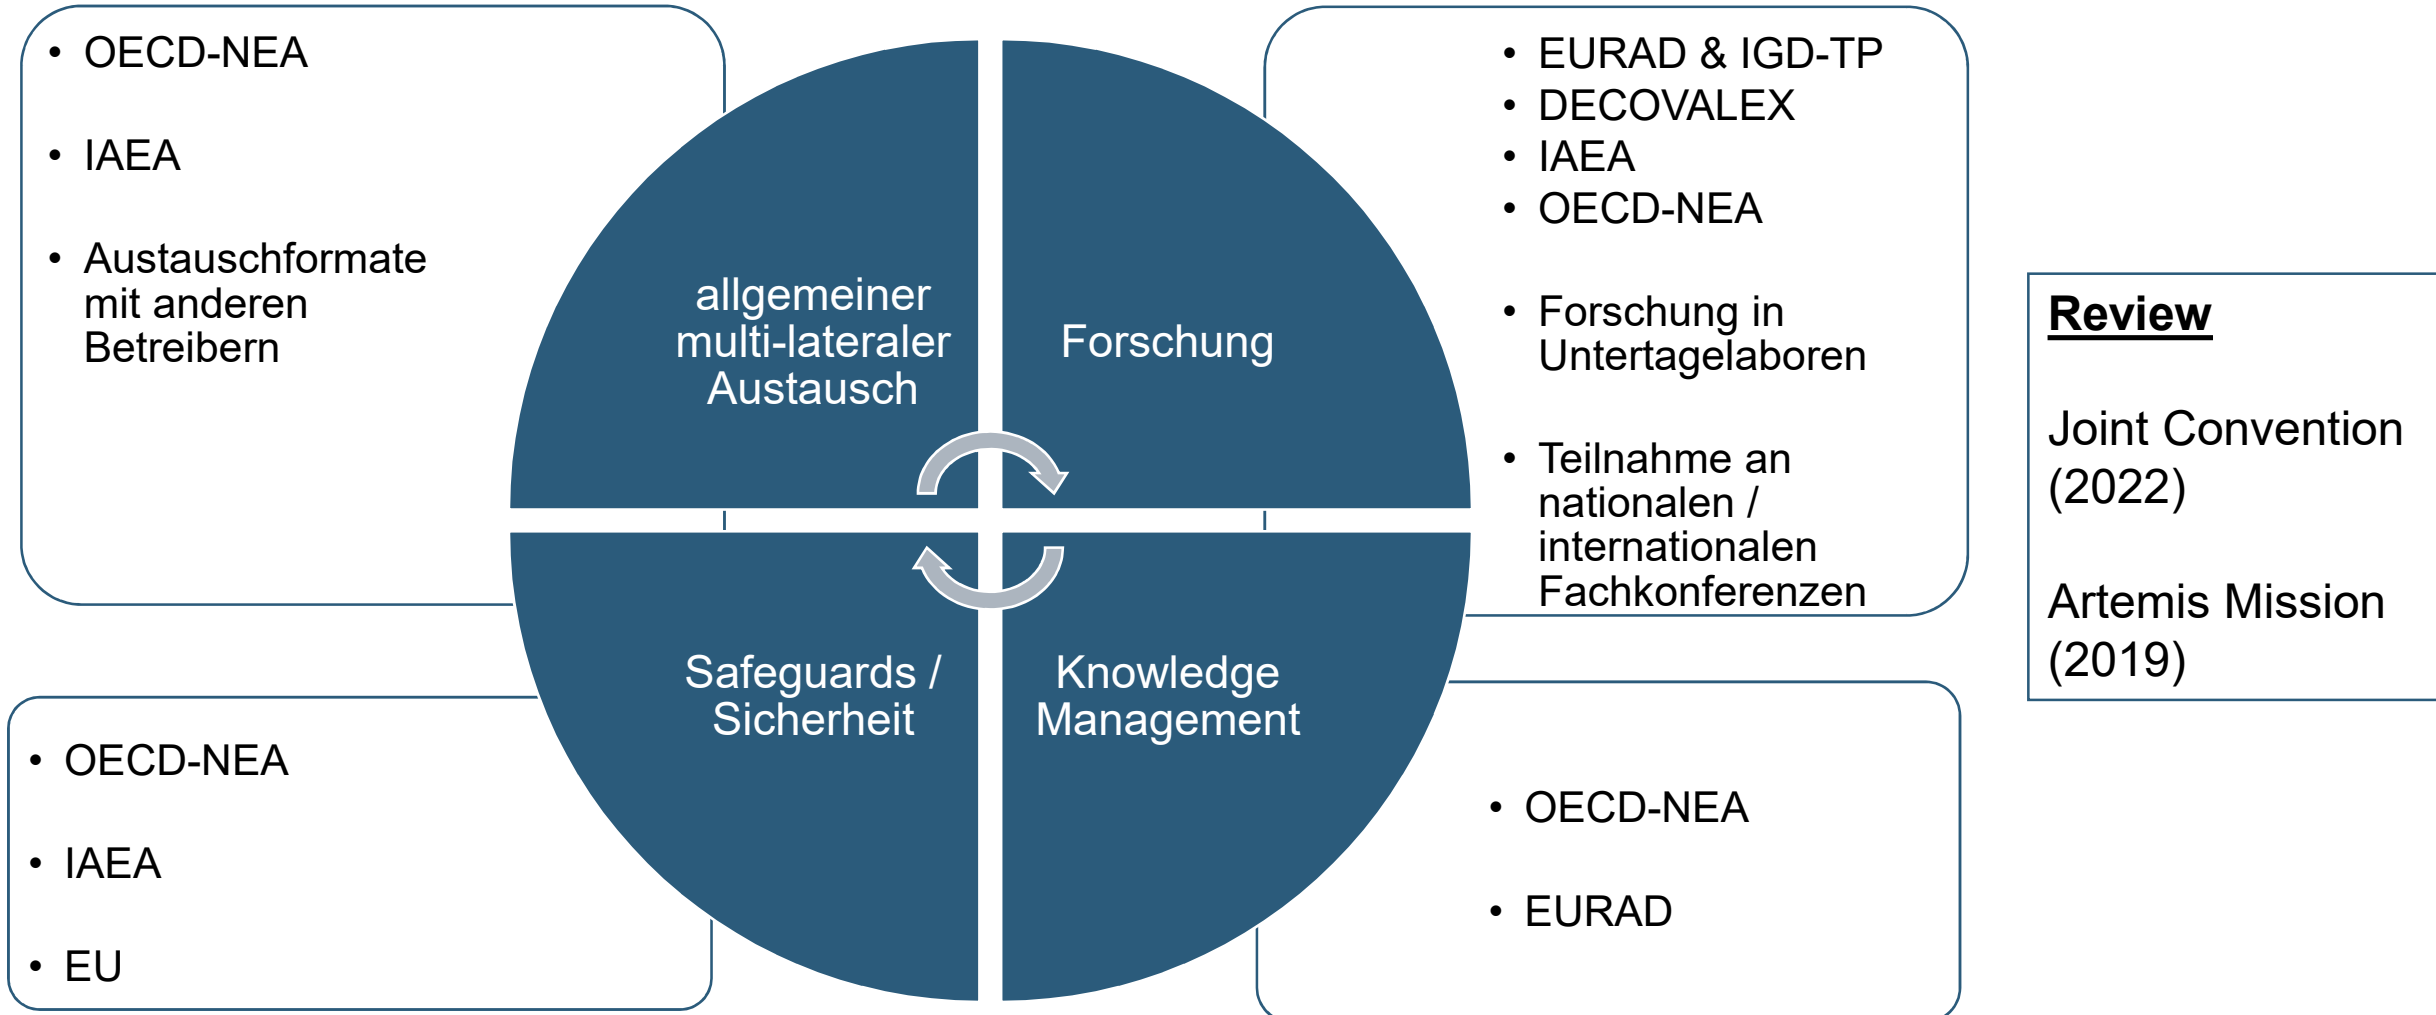 • OECD-NEA
• IAEA
• Austauschformate
mit anderen
Betreibern
allgemeiner
multi-lateraler
Austausch
Forschung
• EURAD & IGD-TP
• DECOVALEX
• IAEA
• OECD-NEA
• Forschung in
Untertagelaboren
• Teilnahme an
nationalen /
internationalen
Fachkonferenzen
Safeguards /
Sicherheit
Knowledge
Management
• OECD-NEA
• IAEA
• EU
• OECD-NEA
• EURAD
Review
Joint Convention
(2022)
Artemis Mission
(2019)